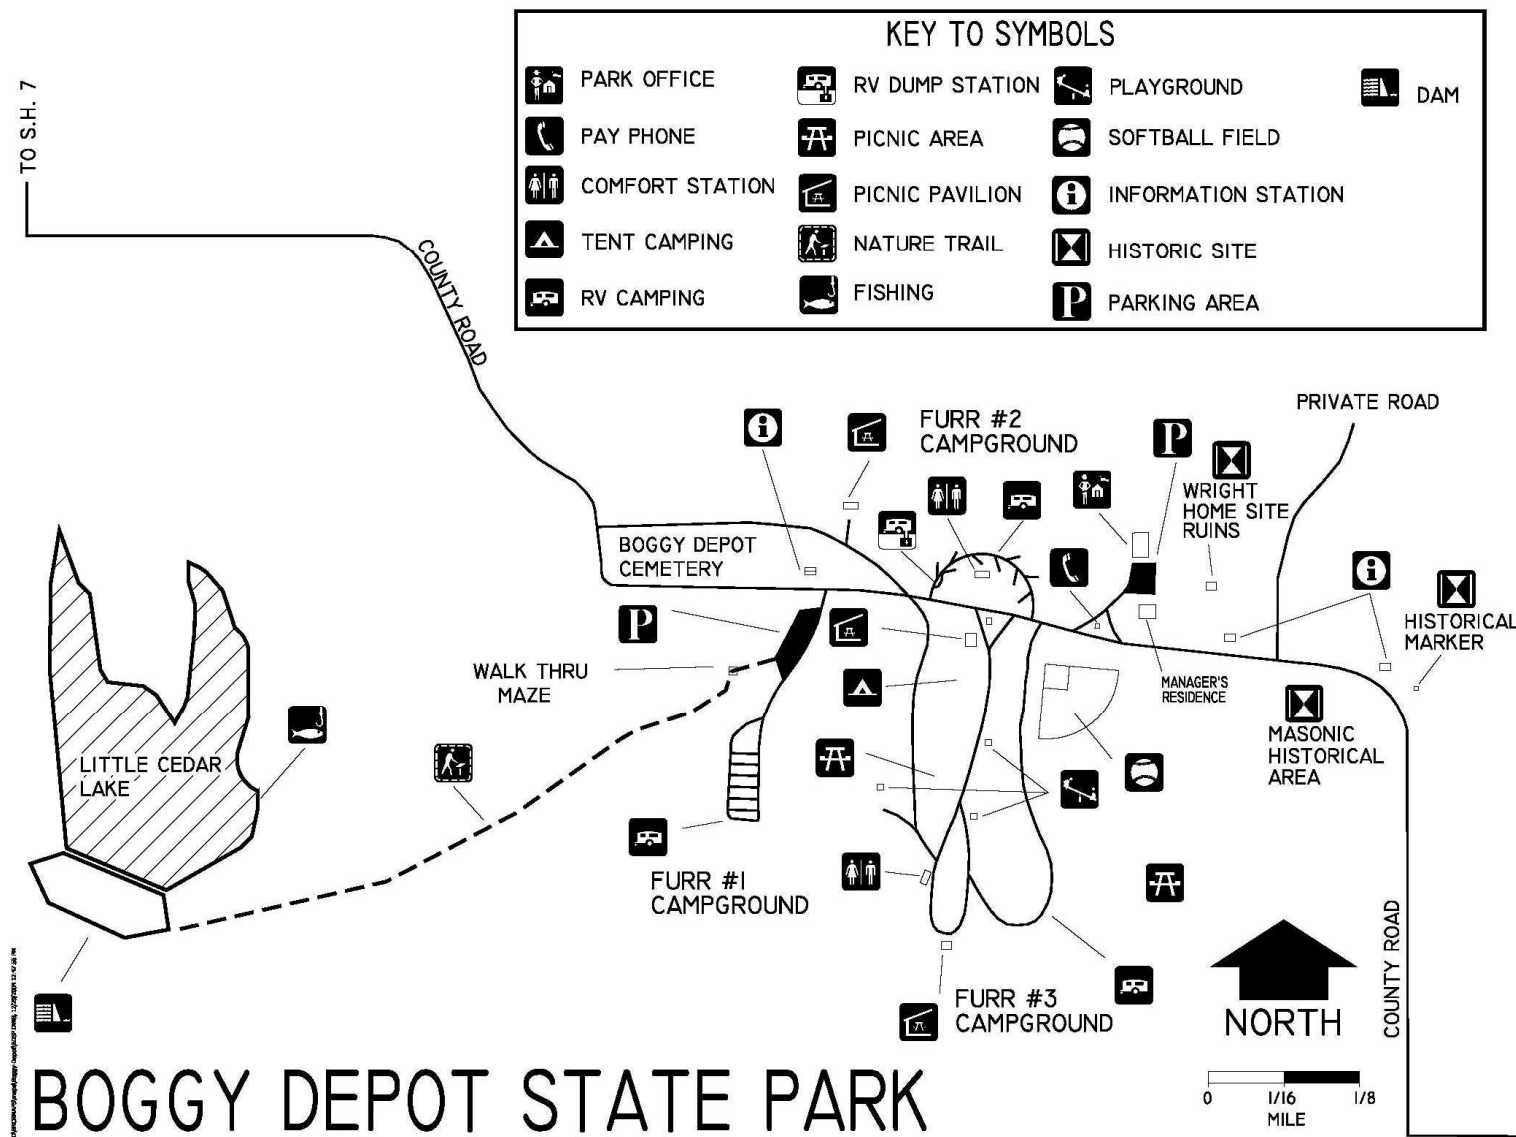 KEY TO SYMBOLS
PARK OFFICE
PAY PHONE
COMFORT STATION
TENT CAMPING
RV CAMPING
RV DUMP STATION
PICNIC AREA
PICNIC PAVILION
NATURE TRAIL
FISHING
PLAYGROUND
SOFTBALL FIELD
INFORMATION STATION
HISTORIC SITE
P PARKING AREA
DAM
TO S.H. 7
COUNTY ROAD
PRIVATE ROAD
FURR #2
CAMPGROUND
P
WRIGHT
HOME SITE
RUINS
BOGGY DEPOT
CEMETERY
P
HISTORICAL
MARKER
WALK THRU
MAZE
MANAGER'S
RESIDENCE
MASONIC
HISTORICAL
AREA
LITTLE CEDAR
LAKE
FURR #1
CAMPGROUND
FURR #3
CAMPGROUND
COUNTY ROAD
NORTH
0 1/16 1/8
MILE
BOGGY DEPOT STATE PARK